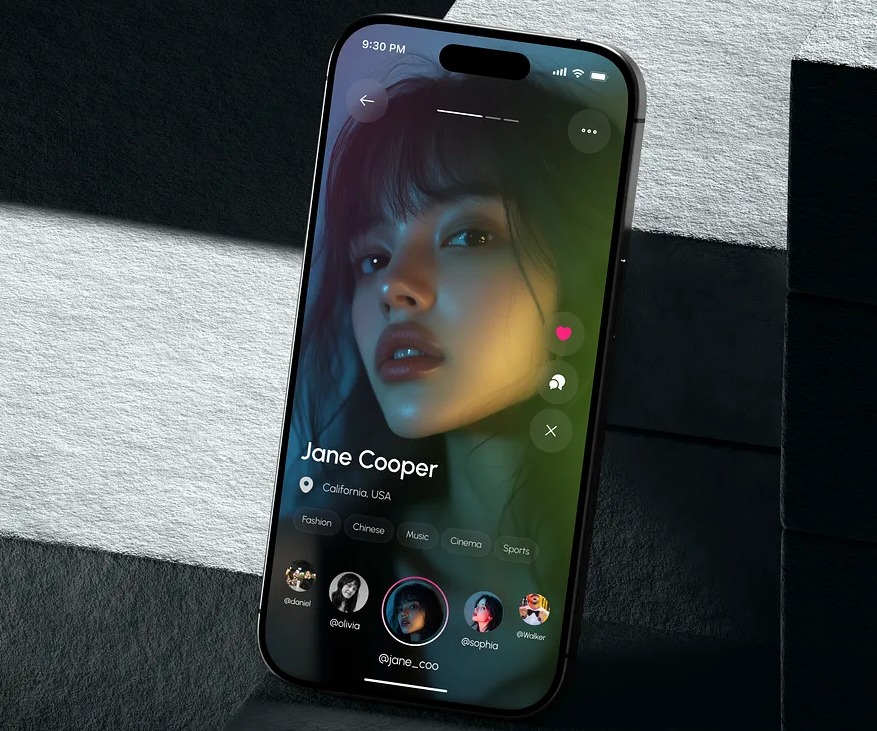 9:30 PM
Jane Cooper
California, USA
Fashion Chinese Music Cinema Sports
@daniel @olivia @jane_coo @sophia @Walker